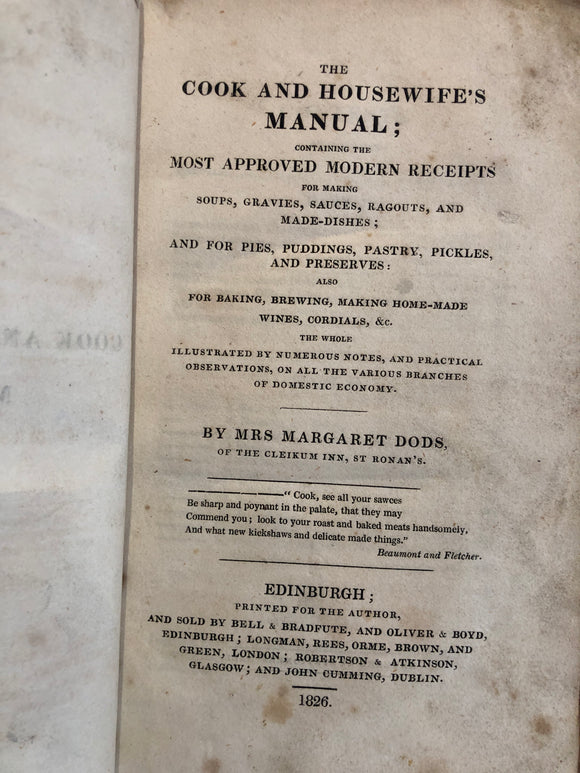 THE
COOK AND HOUSEWIFE'S
MANUAL;
CONTAINING THE
MOST APPROVED MODERN RECEIPTS
FOR MAKING
SOUPS, GRAVIES, SAUCES, RAGOUTS, AND
MADE-DISHES;
AND FOR PIES, PUDDINGS, PASTRY, PICKLES,
AND PRESERVES:
ALSO
FOR BAKING, BREWING, MAKING HOME-MADE
WINES, CORDIALS, &c.
THE WHOLE
ILLUSTRATED BY NUMEROUS NOTES, AND PRACTICAL
OBSERVATIONS, ON ALL THE VARIOUS BRANCHES
OF DOMESTIC ECONOMY.
BY MRS MARGARET DODS,
OF THE CLEIKUM INN, ST RONAN'S.
————"Cook, see all your sawces
Be sharp and poynant in the palate, that they may
Commend you; look to your roast and baked meats handsomely,
And what new kickshaws and delicate made things."
Beaumont and Fletcher.
EDINBURGH;
PRINTED FOR THE AUTHOR,
AND SOLD BY BELL & BRADFUTE, AND OLIVER & BOYD,
EDINBURGH; LONGMAN, REES, ORME, BROWN, AND
GREEN, LONDON; ROBERTSON & ATKINSON,
GLASGOW; AND JOHN CUMMING, DUBLIN.
1826.